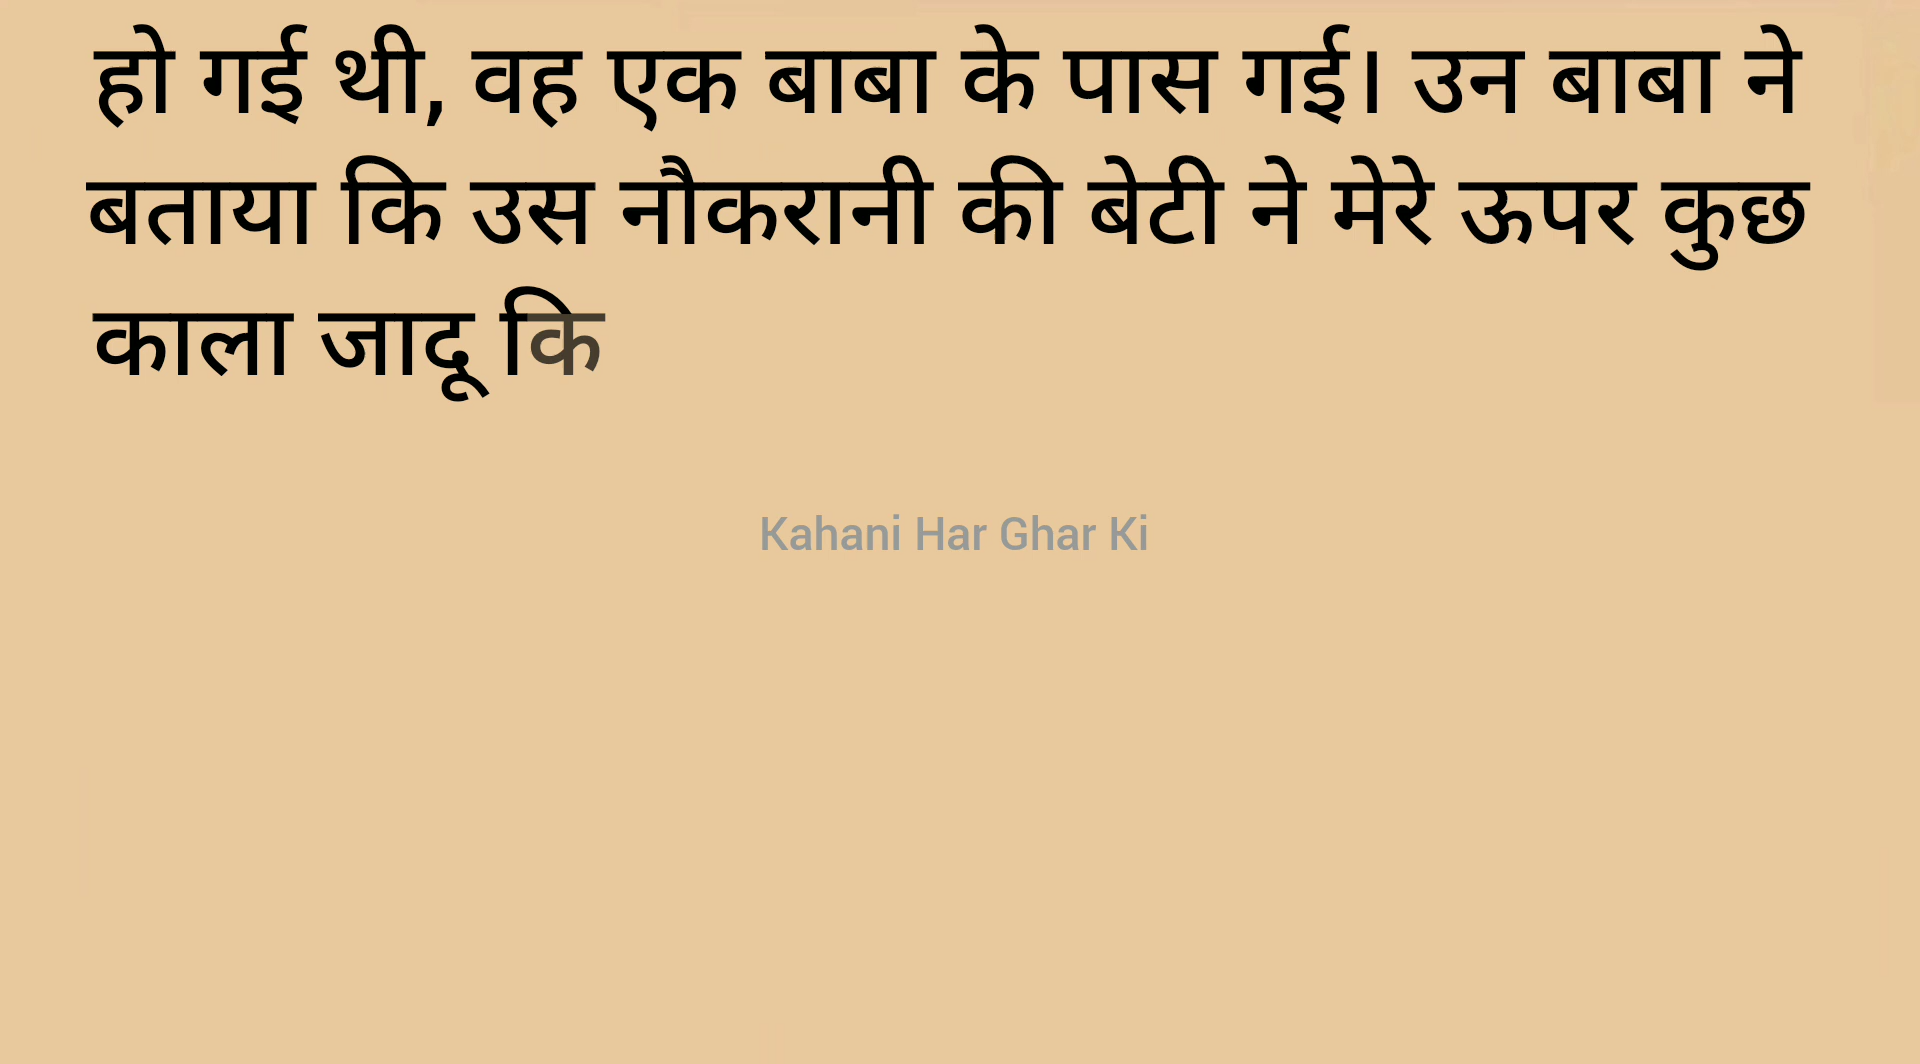 हो गई थी, वह एक बाबा के पास गई। उन बाबा ने
बताया कि उस नौकरानी की बेटी ने मेरे ऊपर कुछ
काला जादू कि
Kahani Har Ghar Ki